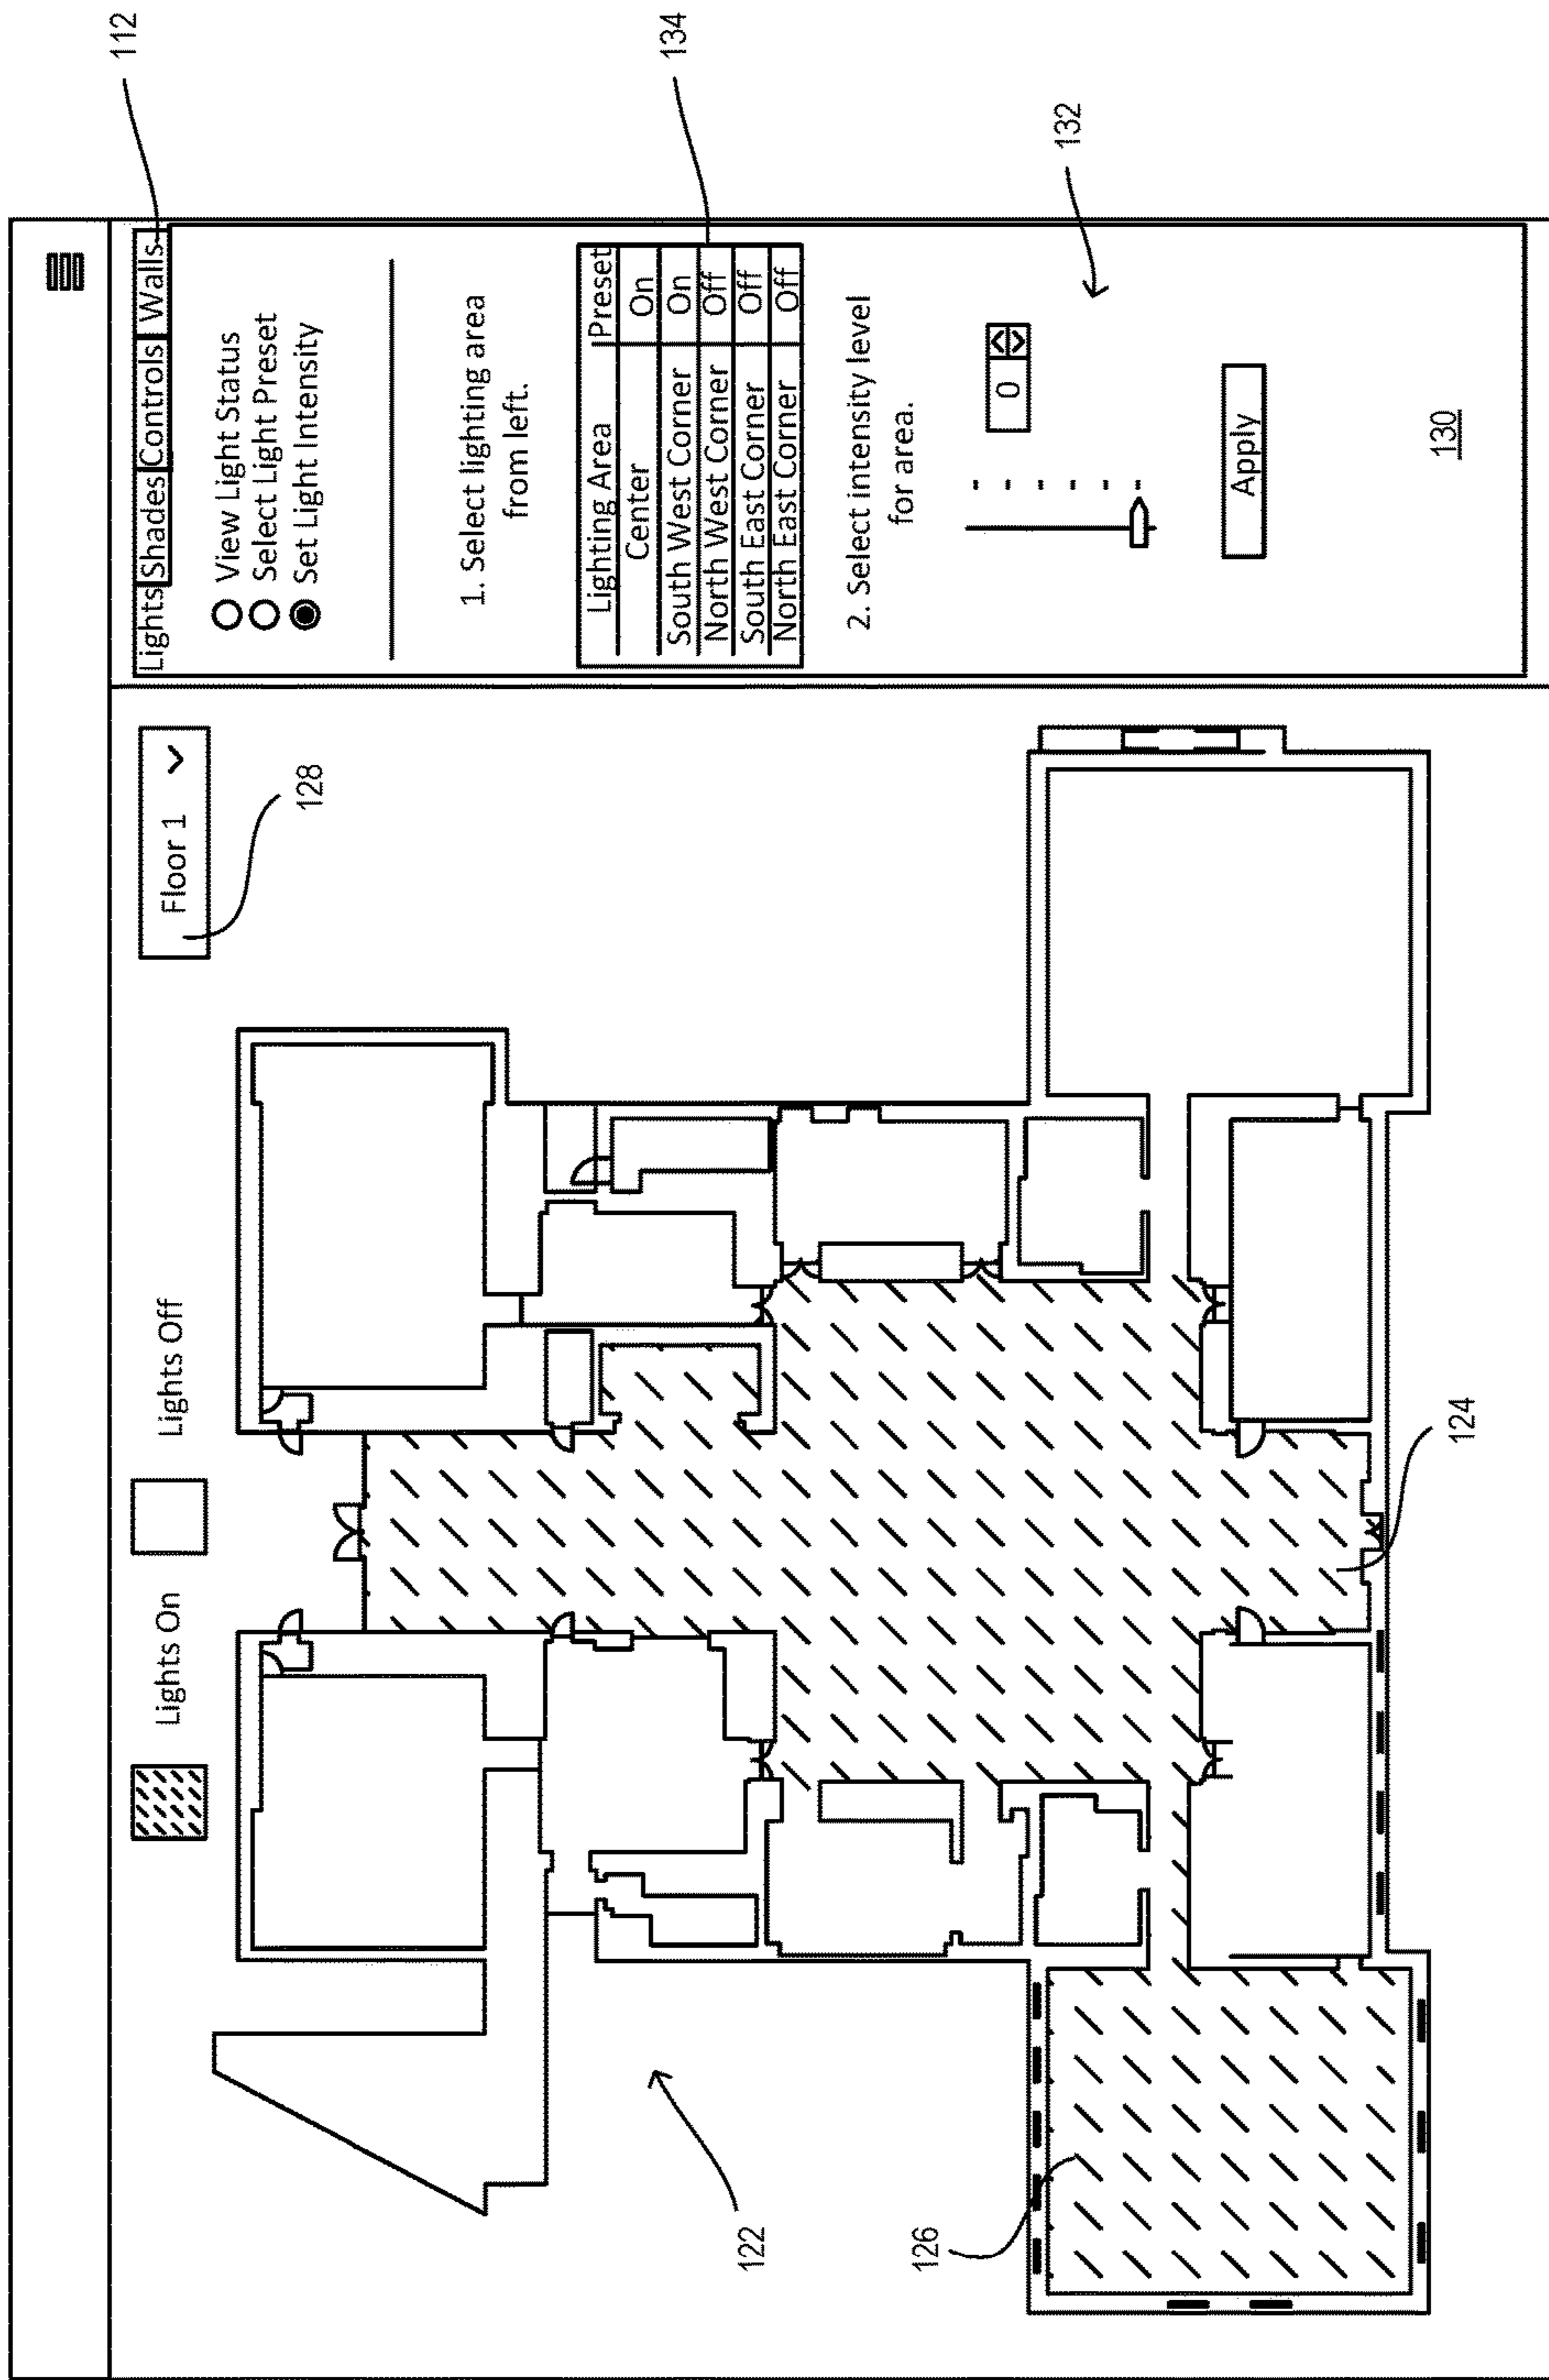 Lights On
Lights Off
Floor 1
128
Lights Shades Controls Walls
112
View Light Status
Select Light Preset
Set Light Intensity
1. Select lighting area
from left.
Lighting Area Preset
Center On
South West Corner On
North West Corner Off
South East Corner Off
North East Corner Off
134
2. Select intensity level
for area.
0
132
Apply
130
122
126
124